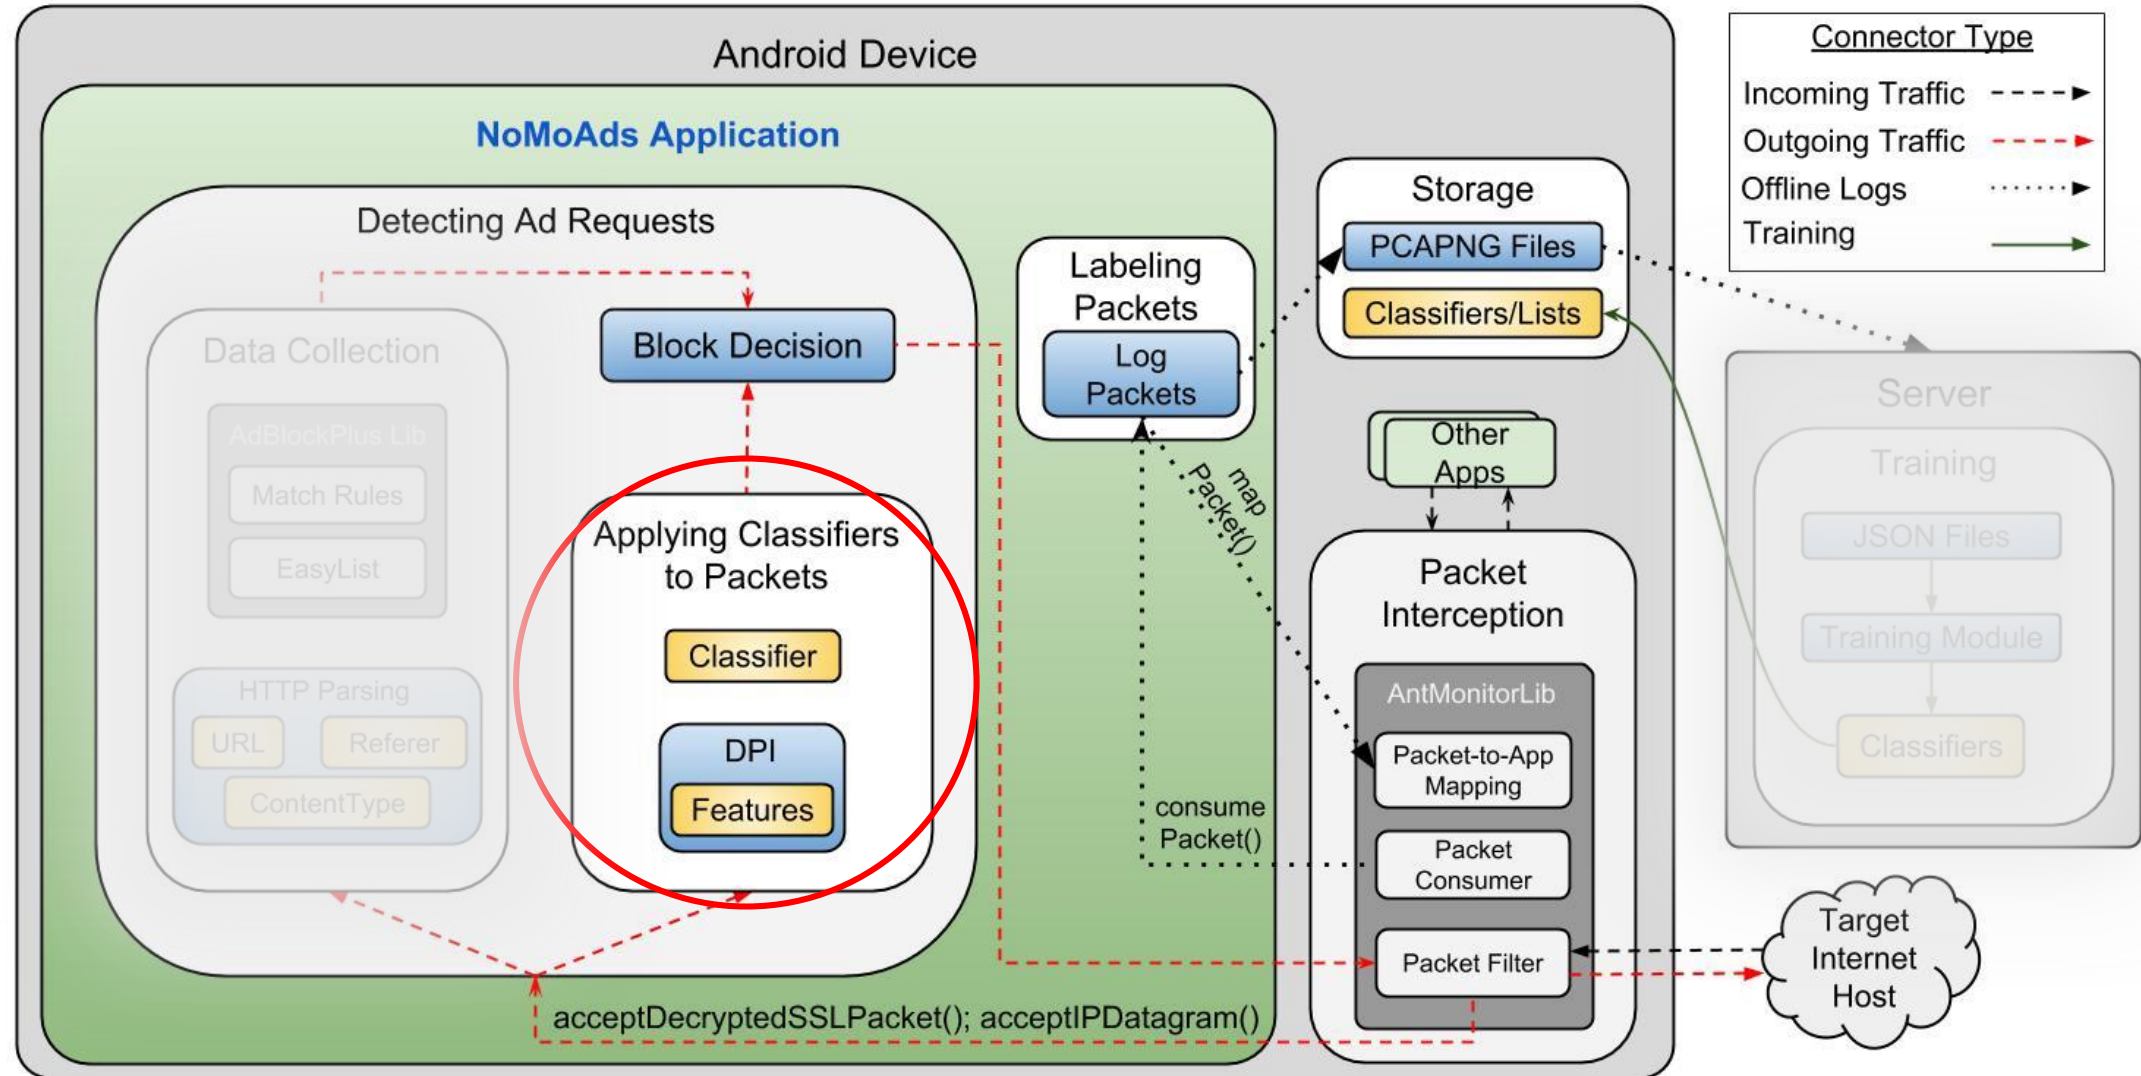 Android Device
NoMoAds Application
Detecting Ad Requests
Data Collection
AdBlockPlus Lib
Match Rules
EasyList
HTTP Parsing
URL
Referer
ContentType
Block Decision
Applying Classifiers
to Packets
Classifier
DPI
Features
acceptDecryptedSSLPacket(); acceptIPDatagram()
Labeling
Packets
Log
Packets
map
Packet()
consume
Packet()
Storage
PCAPNG Files
Classifiers/Lists
Other
Apps
Packet
Interception
AntMonitorLib
Packet-to-App
Mapping
Packet
Consumer
Packet Filter
Connector Type
Incoming Traffic
Outgoing Traffic
Offline Logs
Training
Server
Training
JSON Files
Training Module
Classifiers
Target
Internet
Host